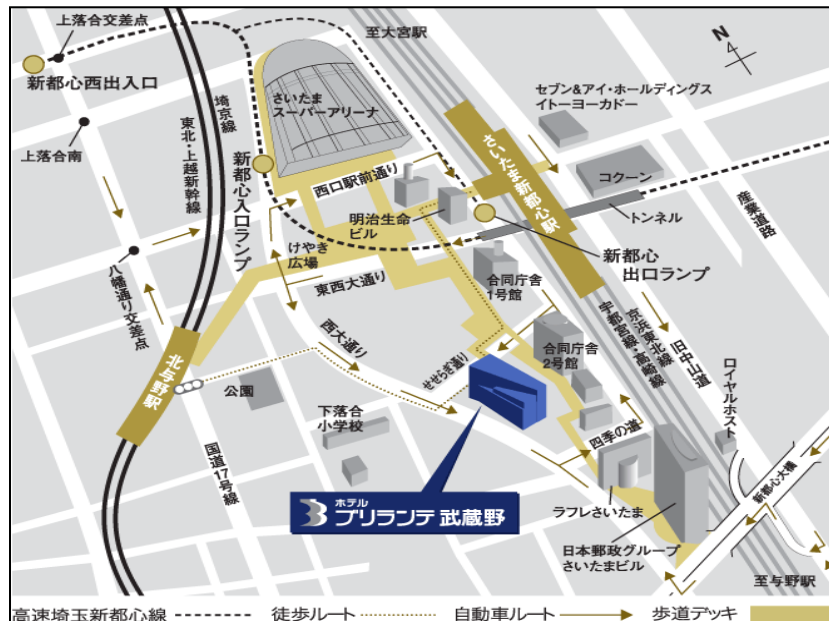 上落合交差点
至大宮駅
N
新都心西出入口
さいたま
スーパーアリーナ
セブン&アイ・ホールディングス
イトーヨーカドー
上落合南
埼京線
東北・上越新幹線
新都心入口ランプ
西口駅前通り
さいたま新都心駅
コクーン
産業道路
明治生命
ビル
トンネル
新都心
出口ランプ
八幡通り交差点
けやき
広場
東西大通り
合同庁舎
1号館
西大通り
せせらぎ通り
合同庁舎
2号館
宇都宮線・高崎線
京浜東北線
旧中山道
ロイヤルホスト
北与野駅
公園
下落合
小学校
国道17号線
四季の道
新都心大橋
ホテル
ブリランテ 武蔵野
ラフレさいたま
日本郵政グループ
さいたまビル
至与野駅
高速埼玉新都心線
徒歩ルート
自動車ルート
歩道デッキ